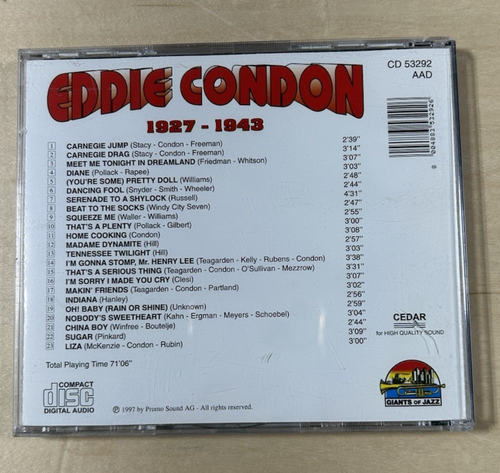 EDDIE CONDON
1927 - 1943
CD 53292
AAD
1 CARNEGIE JUMP (Stacy - Condon - Freeman) 2'39"
2 CARNEGIE DRAG (Stacy - Condon - Freeman) 3'14"
3 MEET ME TONIGHT IN DREAMLAND (Friedman - Whitson) 3'07"
4 DIANE (Pollack - Rapee) 3'03"
5 (YOU'RE SOME) PRETTY DOLL (Williams) 2'48"
6 DANCING FOOL (Snyder - Smith - Wheeler) 2'44"
7 SERENADE TO A SHYLOCK (Russell) 4'31"
8 BEAT TO THE SOCKS (Windy City Seven) 2'47"
9 SQUEEZE ME (Waller - Williams) 2'55"
10 THAT'S A PLENTY (Pollack - Gilbert) 3'00"
11 HOME COOKING (Condon) 3'08"
12 MADAME DYNAMITE (Hill) 2'57"
13 TENNESSEE TWILIGHT (Hill) 3'03"
14 I'M GONNA STOMP, Mr. HENRY LEE (Teagarden - Kelly - Rubens - Condon) 3'38"
15 THAT'S A SERIOUS THING (Teagarden - Condon - O'Sullivan - Mezzrow) 3'31"
16 I'M SORRY I MADE YOU CRY (Clesi) 3'07"
17 MAKIN' FRIENDS (Teagarden - Condon - Partland) 3'02"
18 INDIANA (Hanley) 2'56"
19 OH! BABY (RAIN OR SHINE) (Unknown) 2'59"
20 NOBODY'S SWEETHEART (Kahn - Ergman - Meyers - Schoebel) 3'04"
21 CHINA BOY (Winfree - Boutelje) 2'44"
22 SUGAR (Pinkard) 3'09"
23 LIZA (McKenzie - Condon - Rubin) 3'00"
Total Playing Time 71'06"
CEDAR
for HIGH QUALITY SOUND
COMPACT
disc
DIGITAL AUDIO
℗ 1997 by Promo Sound AG - All rights reserved.
GIANTS OF JAZZ